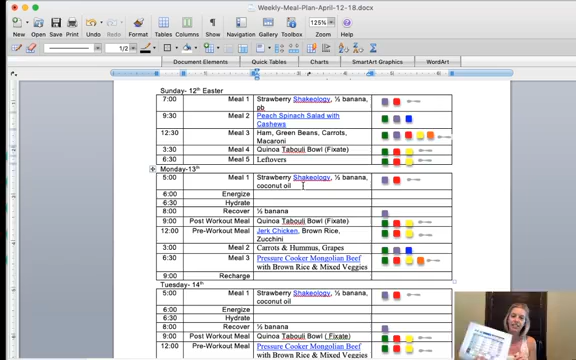 Weekly-Meal-Plan-April-12-18.docx
125%
New Open Save Print Undo Redo Format Tables Columns Show Navigation Gallery Toolbox Zoom Help
1/2
Document Elements Quick Tables Charts SmartArt Graphics WordArt
Sunday- 12th Easter
7:00 Meal 1 Strawberry Shakeology, ½ banana,
pb
9:30 Meal 2 Peach Spinach Salad with
Cashews
12:30 Meal 3 Ham, Green Beans, Carrots,
Macaroni
3:30 Meal 4 Quinoa Tabouli Bowl (Fixate)
6:30 Meal 5 Leftovers
Monday-13th
5:00 Meal 1 Strawberry Shakeology, ½ banana,
coconut oil
6:00 Energize
6:30 Hydrate
8:00 Recover ½ banana
9:00 Post Workout Meal Quinoa Tabouli Bowl (Fixate)
12:00 Pre-Workout Meal Jerk Chicken, Brown Rice,
Zucchini
3:00 Meal 2 Carrots & Hummus, Grapes
6:30 Meal 3 Pressure Cooker Mongolian Beef
with Brown Rice & Mixed Veggies
9:00 Recharge
Tuesday- 14th
5:00 Meal 1 Strawberry Shakeology, ½ banana,
coconut oil
6:00 Energize
6:30 Hydrate
8:00 Recover ½ banana
9:00 Post-Workout Meal Quinoa Tabouli Bowl ( Fixate)
12:00 Pre-Workout Meal Pressure Cooker Mongolian Beef
with Brown Rice & Mixed Veggies